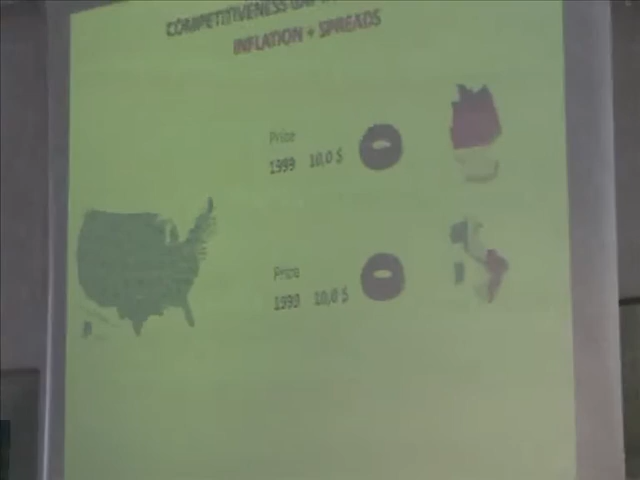 COMPETITIVENESS
INFLATION + SPREADS
Price
1999 10,0 $
Price
1999 10,0 $